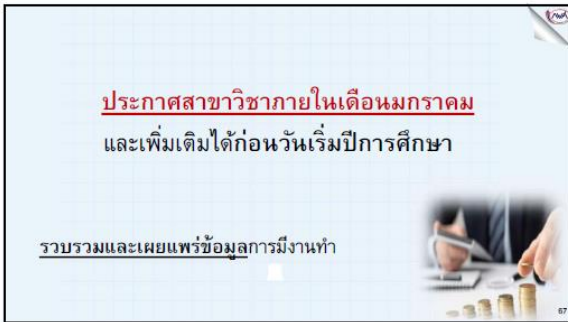 ประกาศสาขาวิชาภายในเดือนมกราคม
และเพิ่มเติมได้ก่อนวันเริ่มปีการศึกษา
รวบรวมและเผยแพร่ข้อมูลการมีงานทำ
67